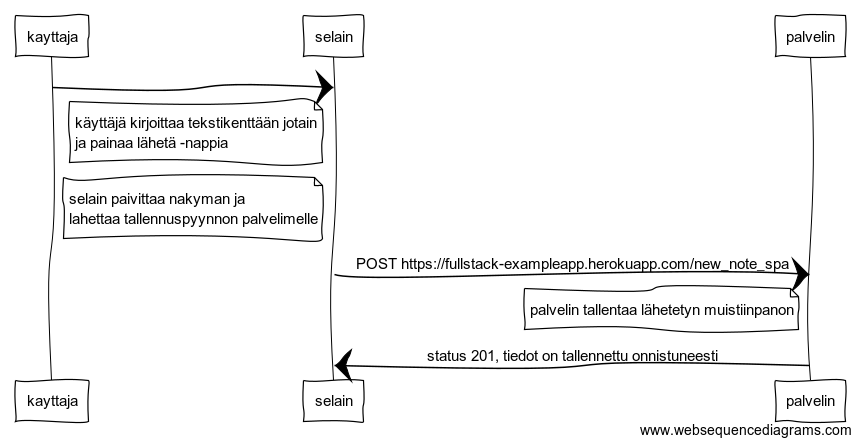 kayttaja
selain
palvelin
käyttäjä kirjoittaa tekstikenttään jotain
ja painaa lähetä -nappia
selain paivittaa nakyman ja
lahettaa tallennuspyynnon palvelimelle
POST https://fullstack-exampleapp.herokuapp.com/new_note_spa
palvelin tallentaa lähetetyn muistiinpanon
status 201, tiedot on tallennettu onnistuneesti
kayttaja
selain
palvelin
www.websequencediagrams.com